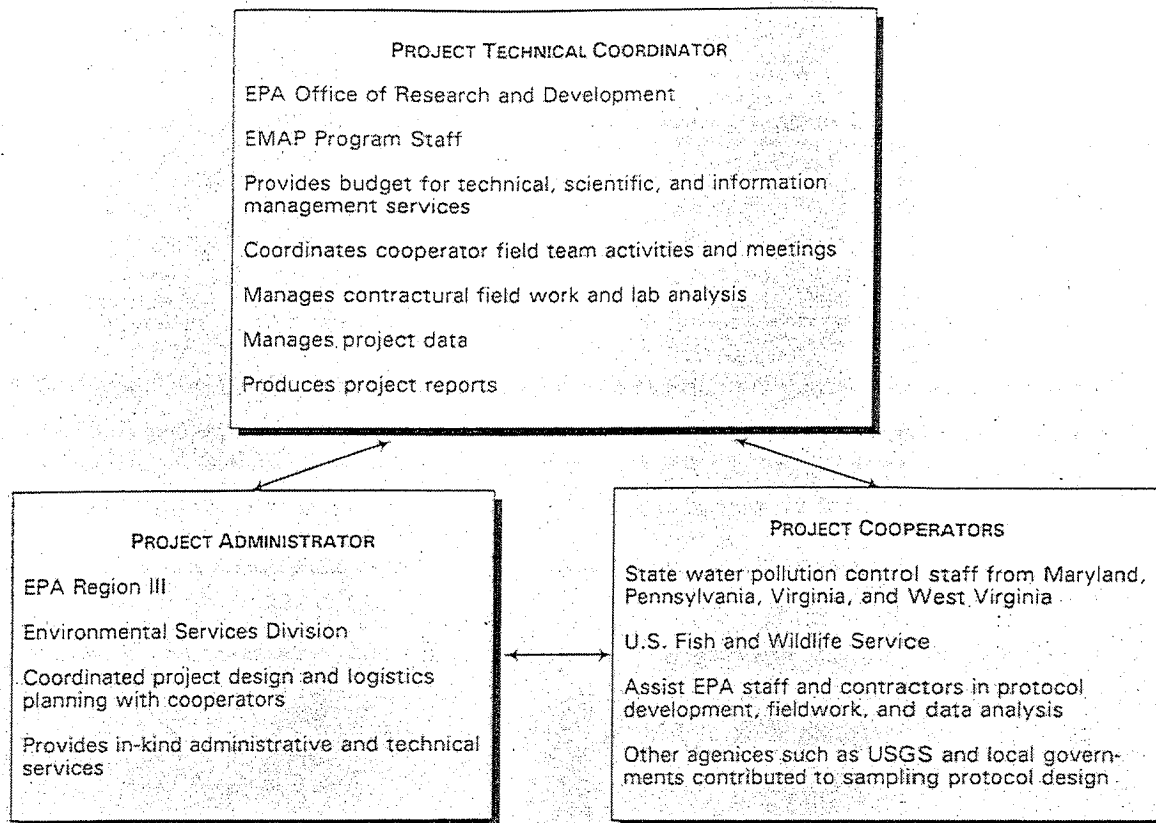 PROJECT TECHNICAL COORDINATOR
EPA Office of Research and Development
EMAP Program Staff
Provides budget for technical, scientific, and information
management services
Coordinates cooperator field team activities and meetings
Manages contractural field work and lab analysis
Manages project data
Produces project reports
PROJECT ADMINISTRATOR
EPA Region III
Environmental Services Division
Coordinated project design and logistics
planning with cooperators
Provides in-kind administrative and technical
services
PROJECT COOPERATORS
State water pollution control staff from Maryland,
Pennsylvania, Virginia, and West Virginia
U.S. Fish and Wildlife Service
Assist EPA staff and contractors in protocol
development, fieldwork, and data analysis
Other agenices such as USGS and local govern-
ments contributed to sampling protocol design